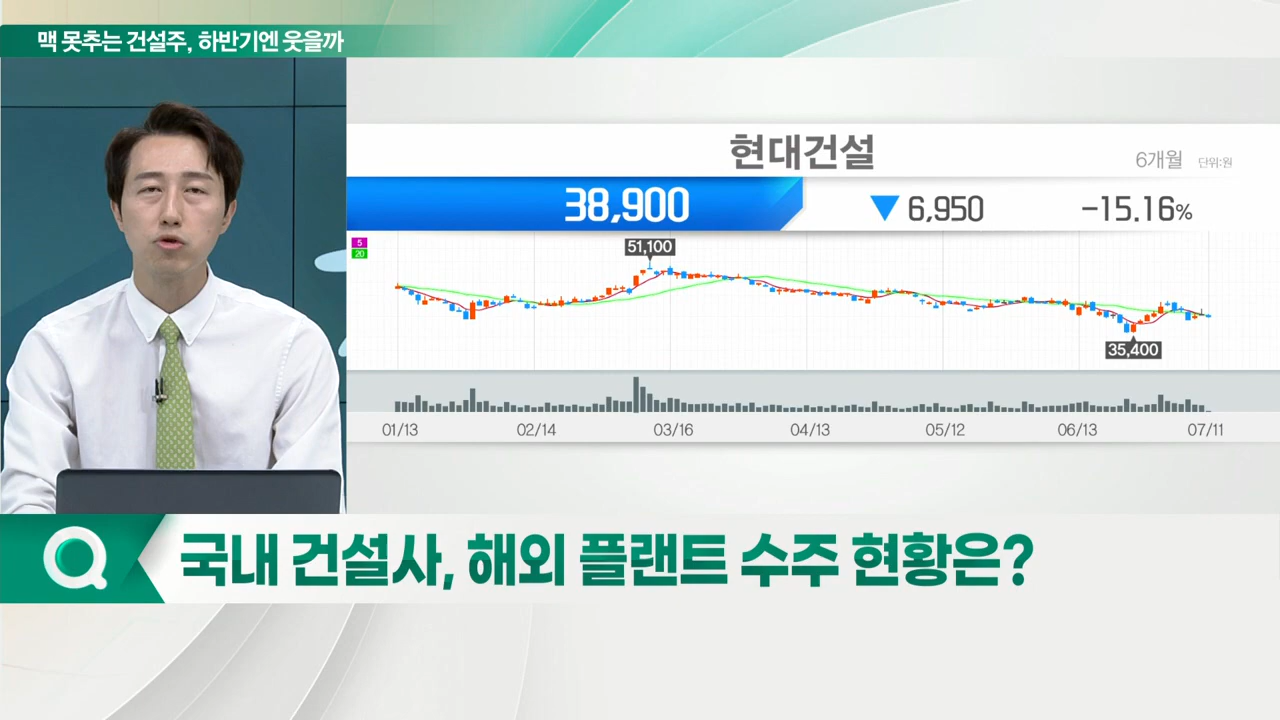 맥 못추는 건설주, 하반기엔 웃을까
현대건설
6개월 단위:원
38,900 ▼ 6,950 -15.16%
5
20
51,100
35,400
01/13 02/14 03/16 04/13 05/12 06/13 07/11
Q 국내 건설사, 해외 플랜트 수주 현황은?